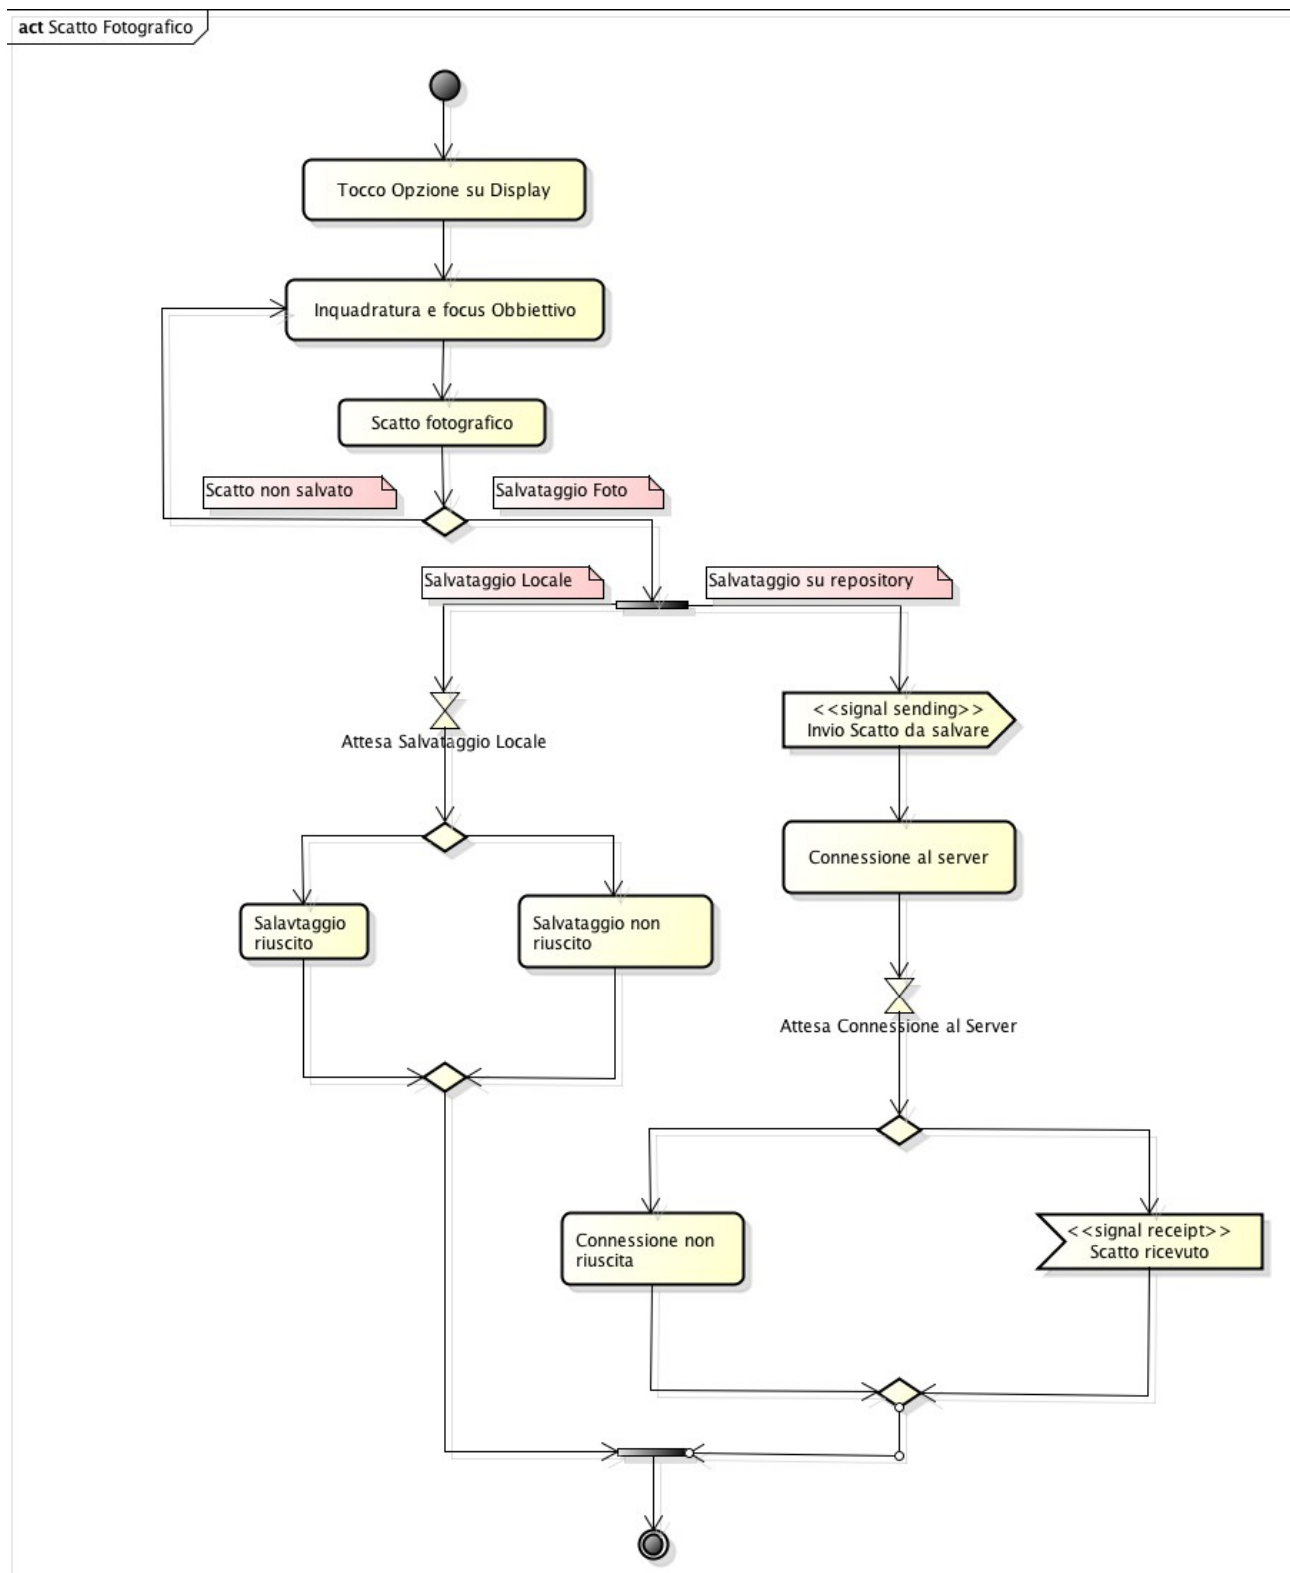 act Scatto Fotografico
Tocco Opzione su Display
Inquadratura e focus Obbiettivo
Scatto fotografico
Scatto non salvato
Salvataggio Foto
Salvataggio Locale
Salvataggio su repository
<<signal sending>>
Invio Scatto da salvare
Attesa Salvataggio Locale
Connessione al server
Salavtaggio
riuscito
Salvataggio non
riuscito
Attesa Connessione al Server
Connessione non
riuscita
<<signal receipt>>
Scatto ricevuto